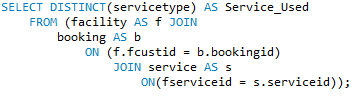 SELECT DISTINCT(servicetype) AS Service_Used
FROM (facility AS f JOIN
booking AS b
ON (f.fcustid = b.bookingid)
JOIN service AS s
ON(fserviceid = s.serviceid));